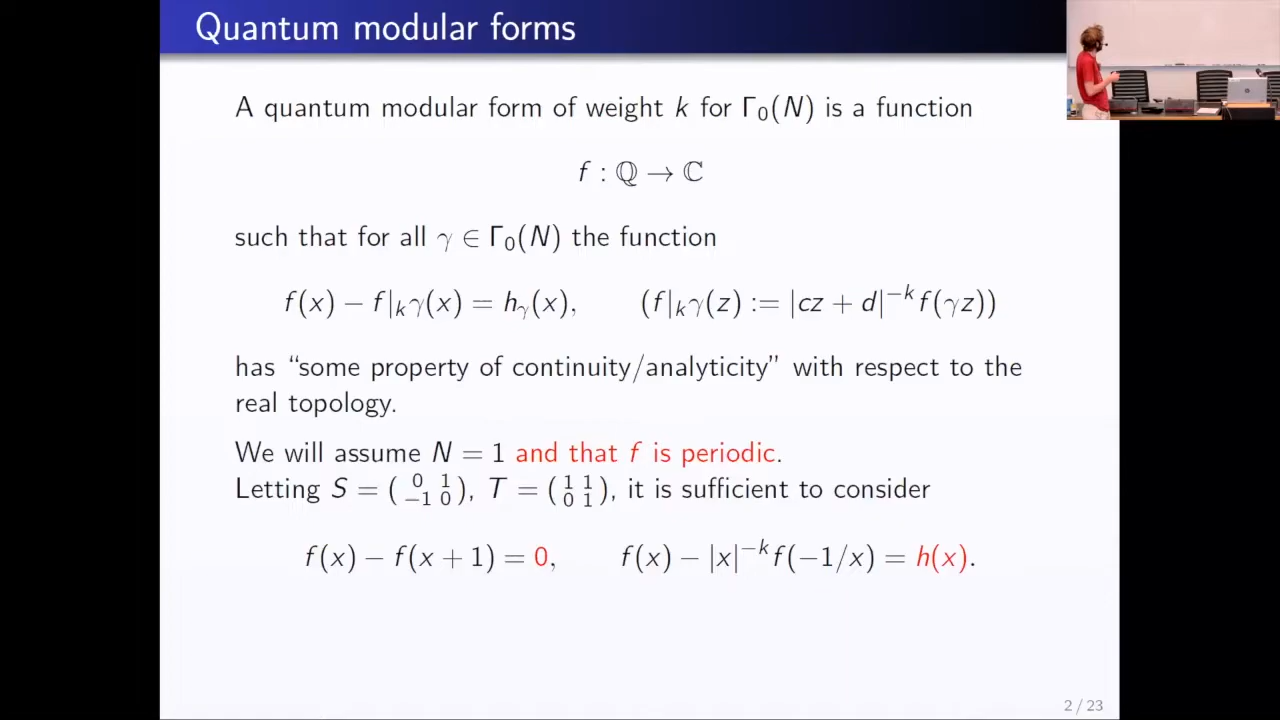 Quantum modular forms
A quantum modular form of weight k for Γ₀(N) is a function
f : ℚ → ℂ
such that for all γ ∈ Γ₀(N) the function
f(x) − f|ₖγ(x) = h_γ(x), (f|ₖγ(z) := |cz + d|⁻ᵏf(γz))
has “some property of continuity/analyticity” with respect to the
real topology.
We will assume N = 1 and that f is periodic.
Letting S = ( 0 1 ; −1 0 ), T = ( 1 1 ; 0 1 ), it is sufficient to consider
f(x) − f(x + 1) = 0, f(x) − |x|⁻ᵏf(−1/x) = h(x).
2 / 23